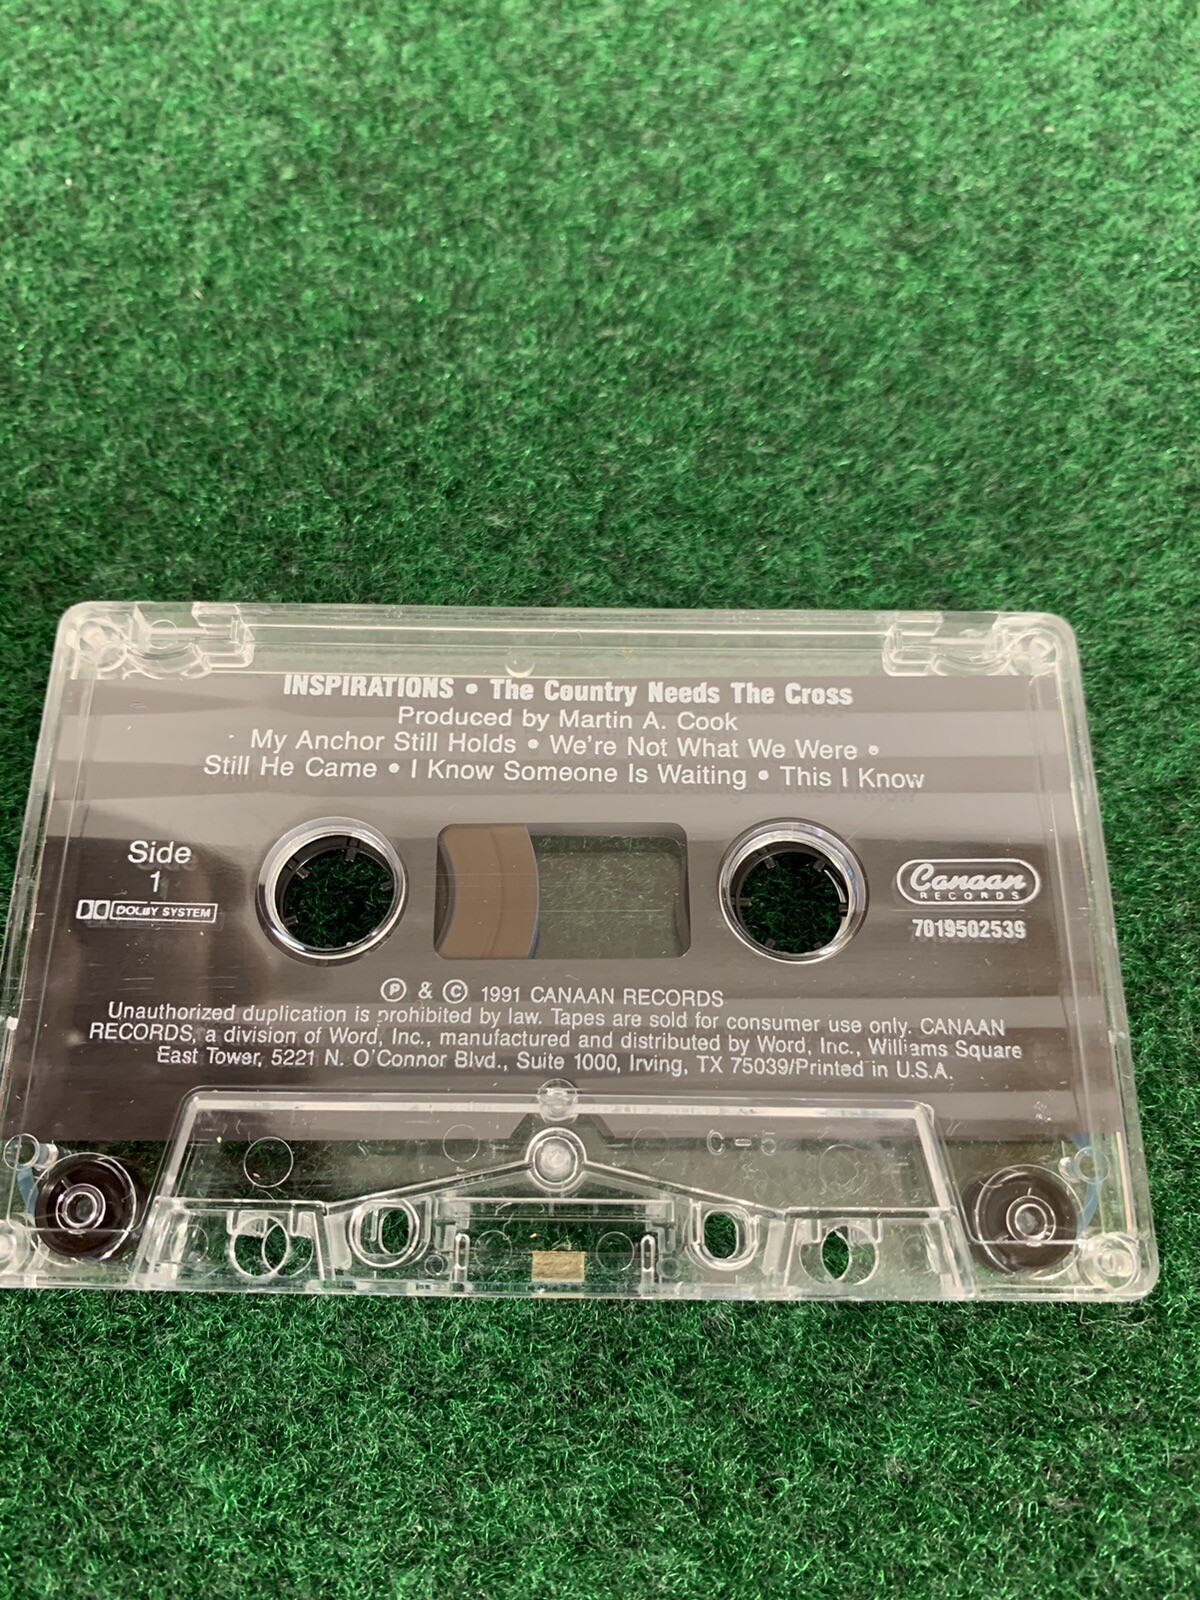 INSPIRATIONS • The Country Needs The Cross
Produced by Martin A. Cook
My Anchor Still Holds • We're Not What We Were •
Still He Came • I Know Someone Is Waiting • This I Know
Side
1
DOLBY SYSTEM
Canaan
RECORDS
7019502539
Ⓟ & © 1991 CANAAN RECORDS
Unauthorized duplication is prohibited by law. Tapes are sold for consumer use only. CANAAN
RECORDS, a division of Word, Inc., manufactured and distributed by Word, Inc., Williams Square
East Tower, 5221 N. O'Connor Blvd., Suite 1000, Irving, TX 75039/Printed in U.S.A.
C-5